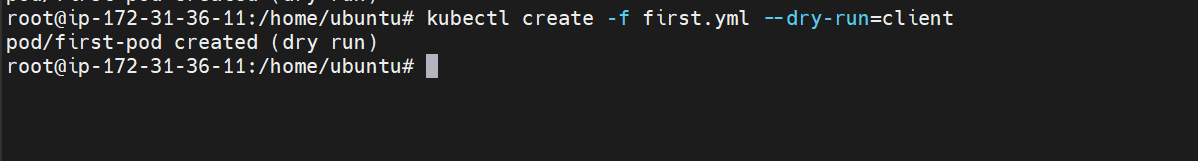 root@ip-172-31-36-11:/home/ubuntu# kubectl create -f first.yml --dry-run=client
pod/first-pod created (dry run)
root@ip-172-31-36-11:/home/ubuntu#